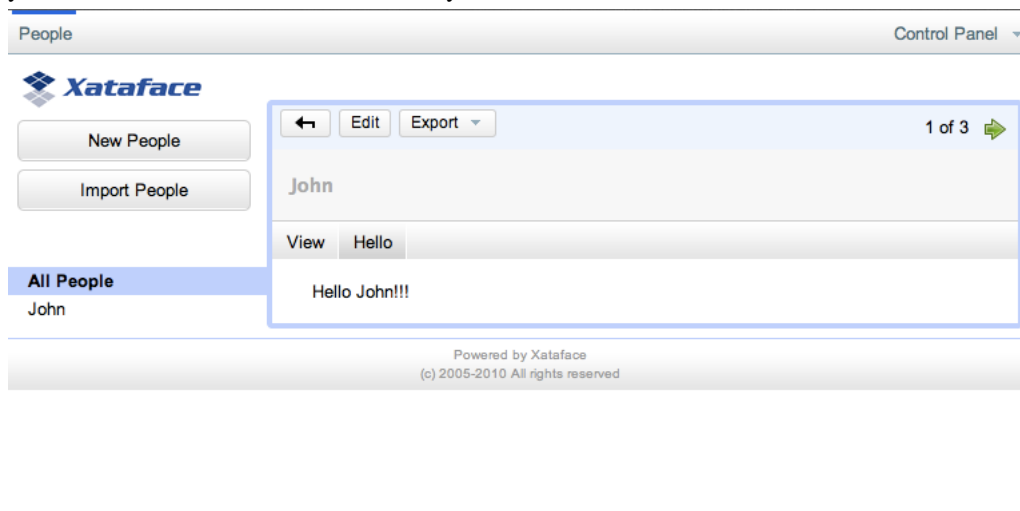 People
Control Panel
Xataface
New People
Import People
Edit
Export
1 of 3
John
View
Hello
All People
John
Hello John!!!
Powered by Xataface
(c) 2005-2010 All rights reserved